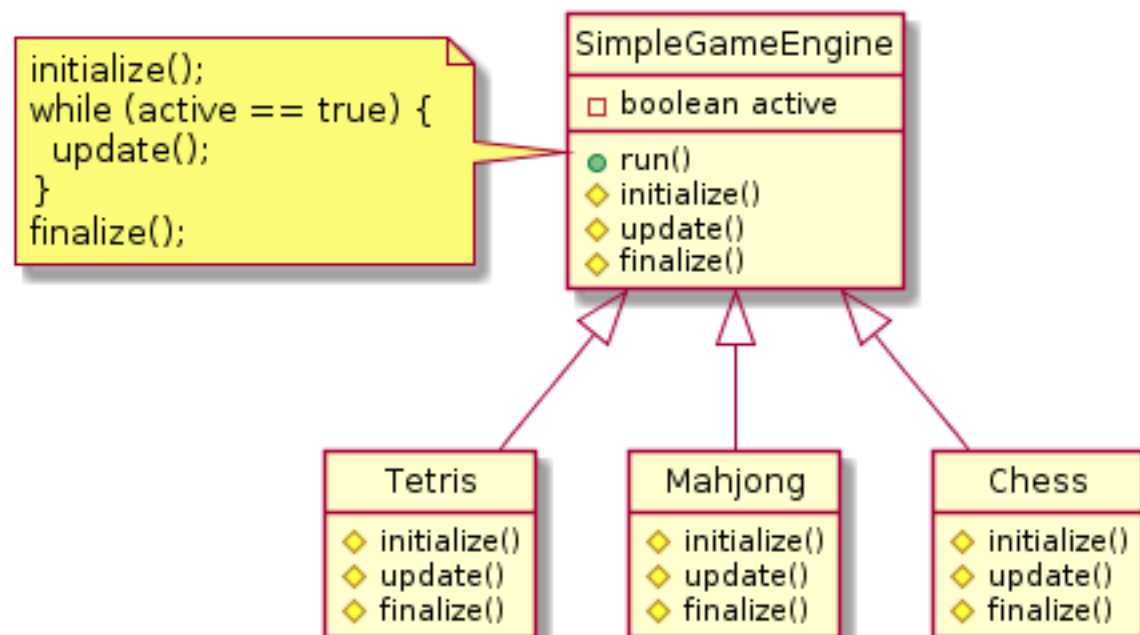 initialize();
while (active == true) {
  update();
}
finalize();
SimpleGameEngine
boolean active
run()
initialize()
update()
finalize()
Tetris
initialize()
update()
finalize()
Mahjong
initialize()
update()
finalize()
Chess
initialize()
update()
finalize()